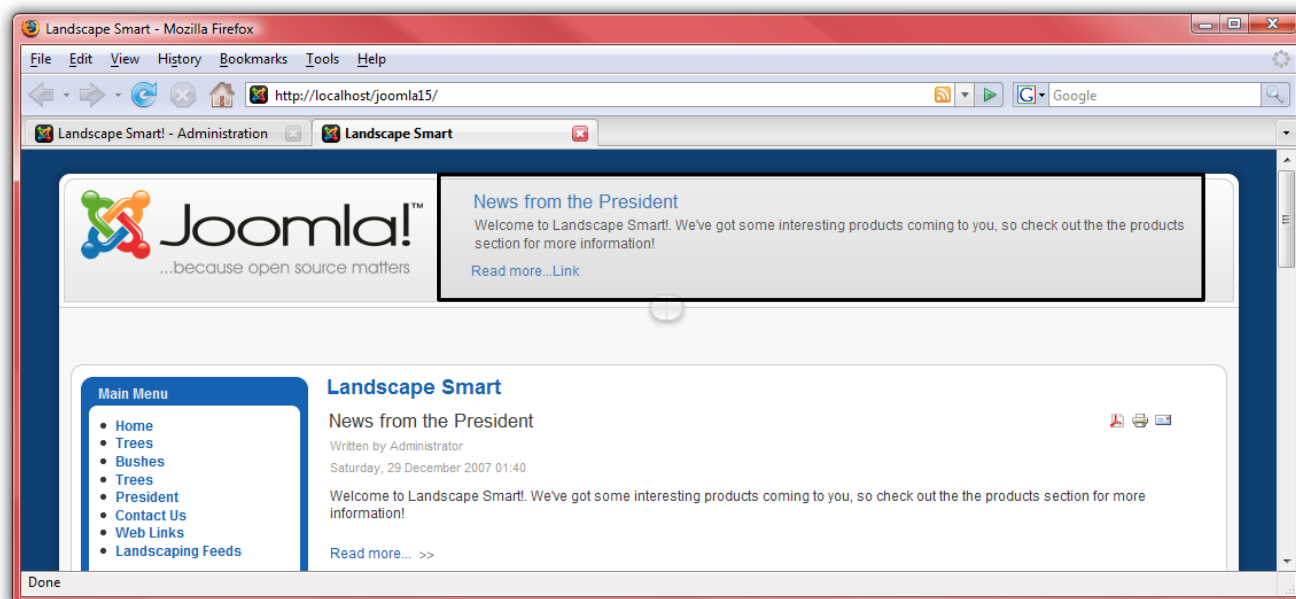 Landscape Smart - Mozilla Firefox
File Edit View History Bookmarks Tools Help
http://localhost/joomla15/
G Google
Landscape Smart! - Administration Landscape Smart
Joomla!™
...because open source matters
News from the President
Welcome to Landscape Smart!. We've got some interesting products coming to you, so check out the the products
section for more information!
Read more...Link
Main Menu
Home
Trees
Bushes
Trees
President
Contact Us
Web Links
Landscaping Feeds
Landscape Smart
News from the President
Written by Administrator
Saturday, 29 December 2007 01:40
Welcome to Landscape Smart!. We've got some interesting products coming to you, so check out the the products section for more
information!
Read more... >>
Done